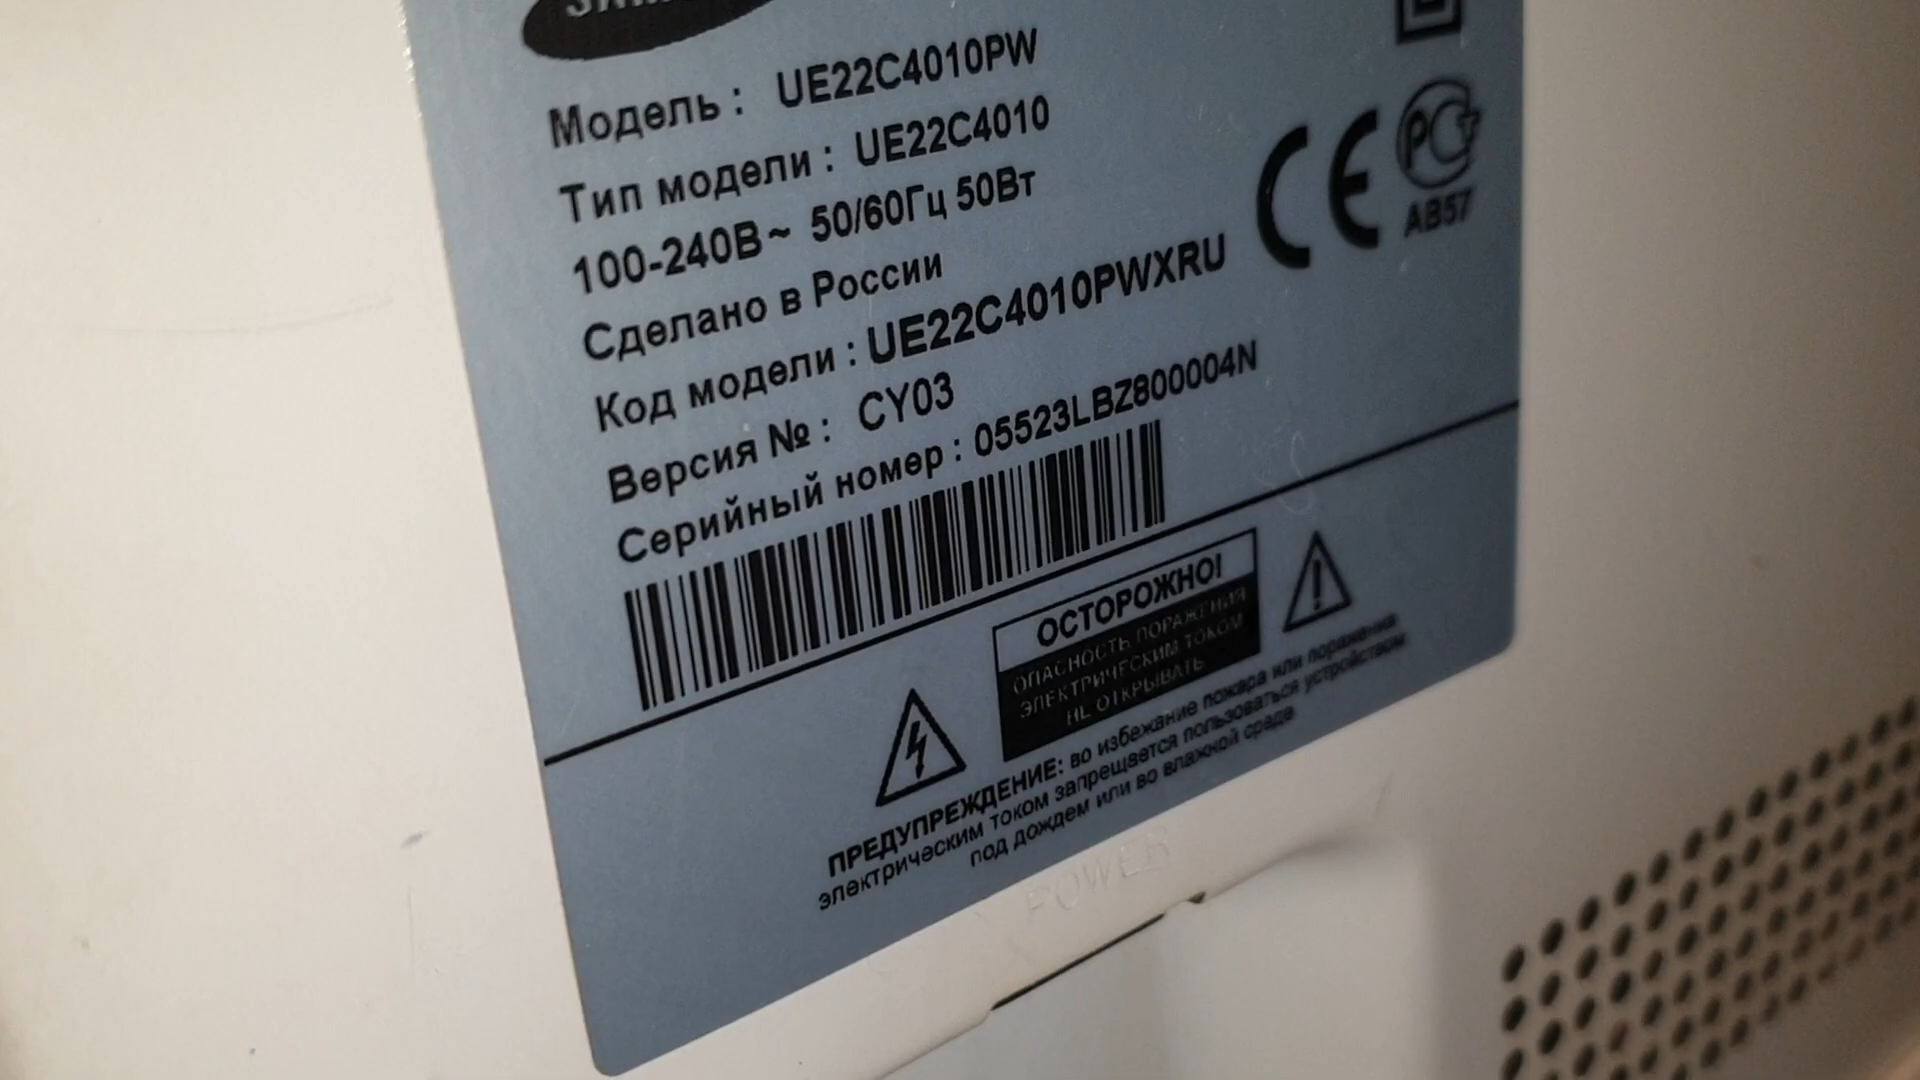 SAMSUNG
Модель : UE22C4010PW
Тип модели : UE22C4010
100-240В~ 50/60Гц 50Вт
Сделано в России
Код модели : UE22C4010PWXRU
Версия № : CY03
Серийный номер : 05523LBZ800004N
CE
РС
АВ57
ОСТОРОЖНО!
ОПАСНОСТЬ ПОРАЖЕНИЯ
ЭЛЕКТРИЧЕСКИМ ТОКОМ
НЕ ОТКРЫВАТЬ
ПРЕДУПРЕЖДЕНИЕ: во избежание пожара или поражения
электрическим током запрещается пользоваться устройством
под дождем или во влажной среде
POWER